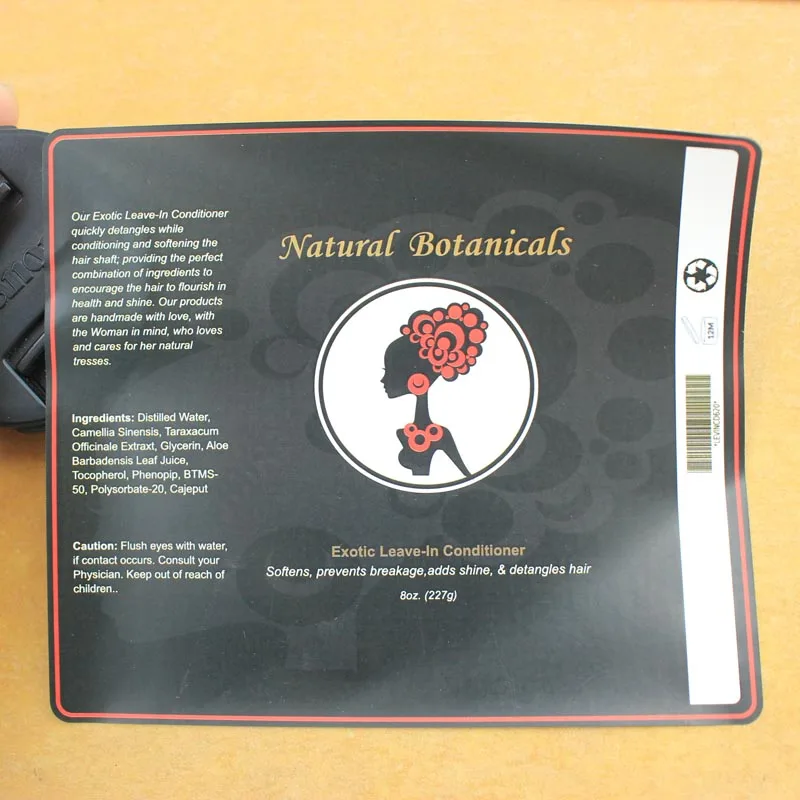 Our Exotic Leave-In Conditioner
quickly detangles while
conditioning and softening the
hair shaft; providing the perfect
combination of ingredients to
encourage the hair to flourish in
health and shine. Our products
are handmade with love, with
the Woman in mind, who loves
and cares for her natural
tresses.
Ingredients: Distilled Water,
Camellia Sinensis, Taraxacum
Officinale Extraxt, Glycerin, Aloe
Barbadensis Leaf Juice,
Tocopherol, Phenopip, BTMS-
50, Polysorbate-20, Cajeput
Caution: Flush eyes with water,
if contact occurs. Consult your
Physician. Keep out of reach of
children..
Natural Botanicals
Exotic Leave-In Conditioner
Softens, prevents breakage,adds shine, & detangles hair
8oz. (227g)
12M